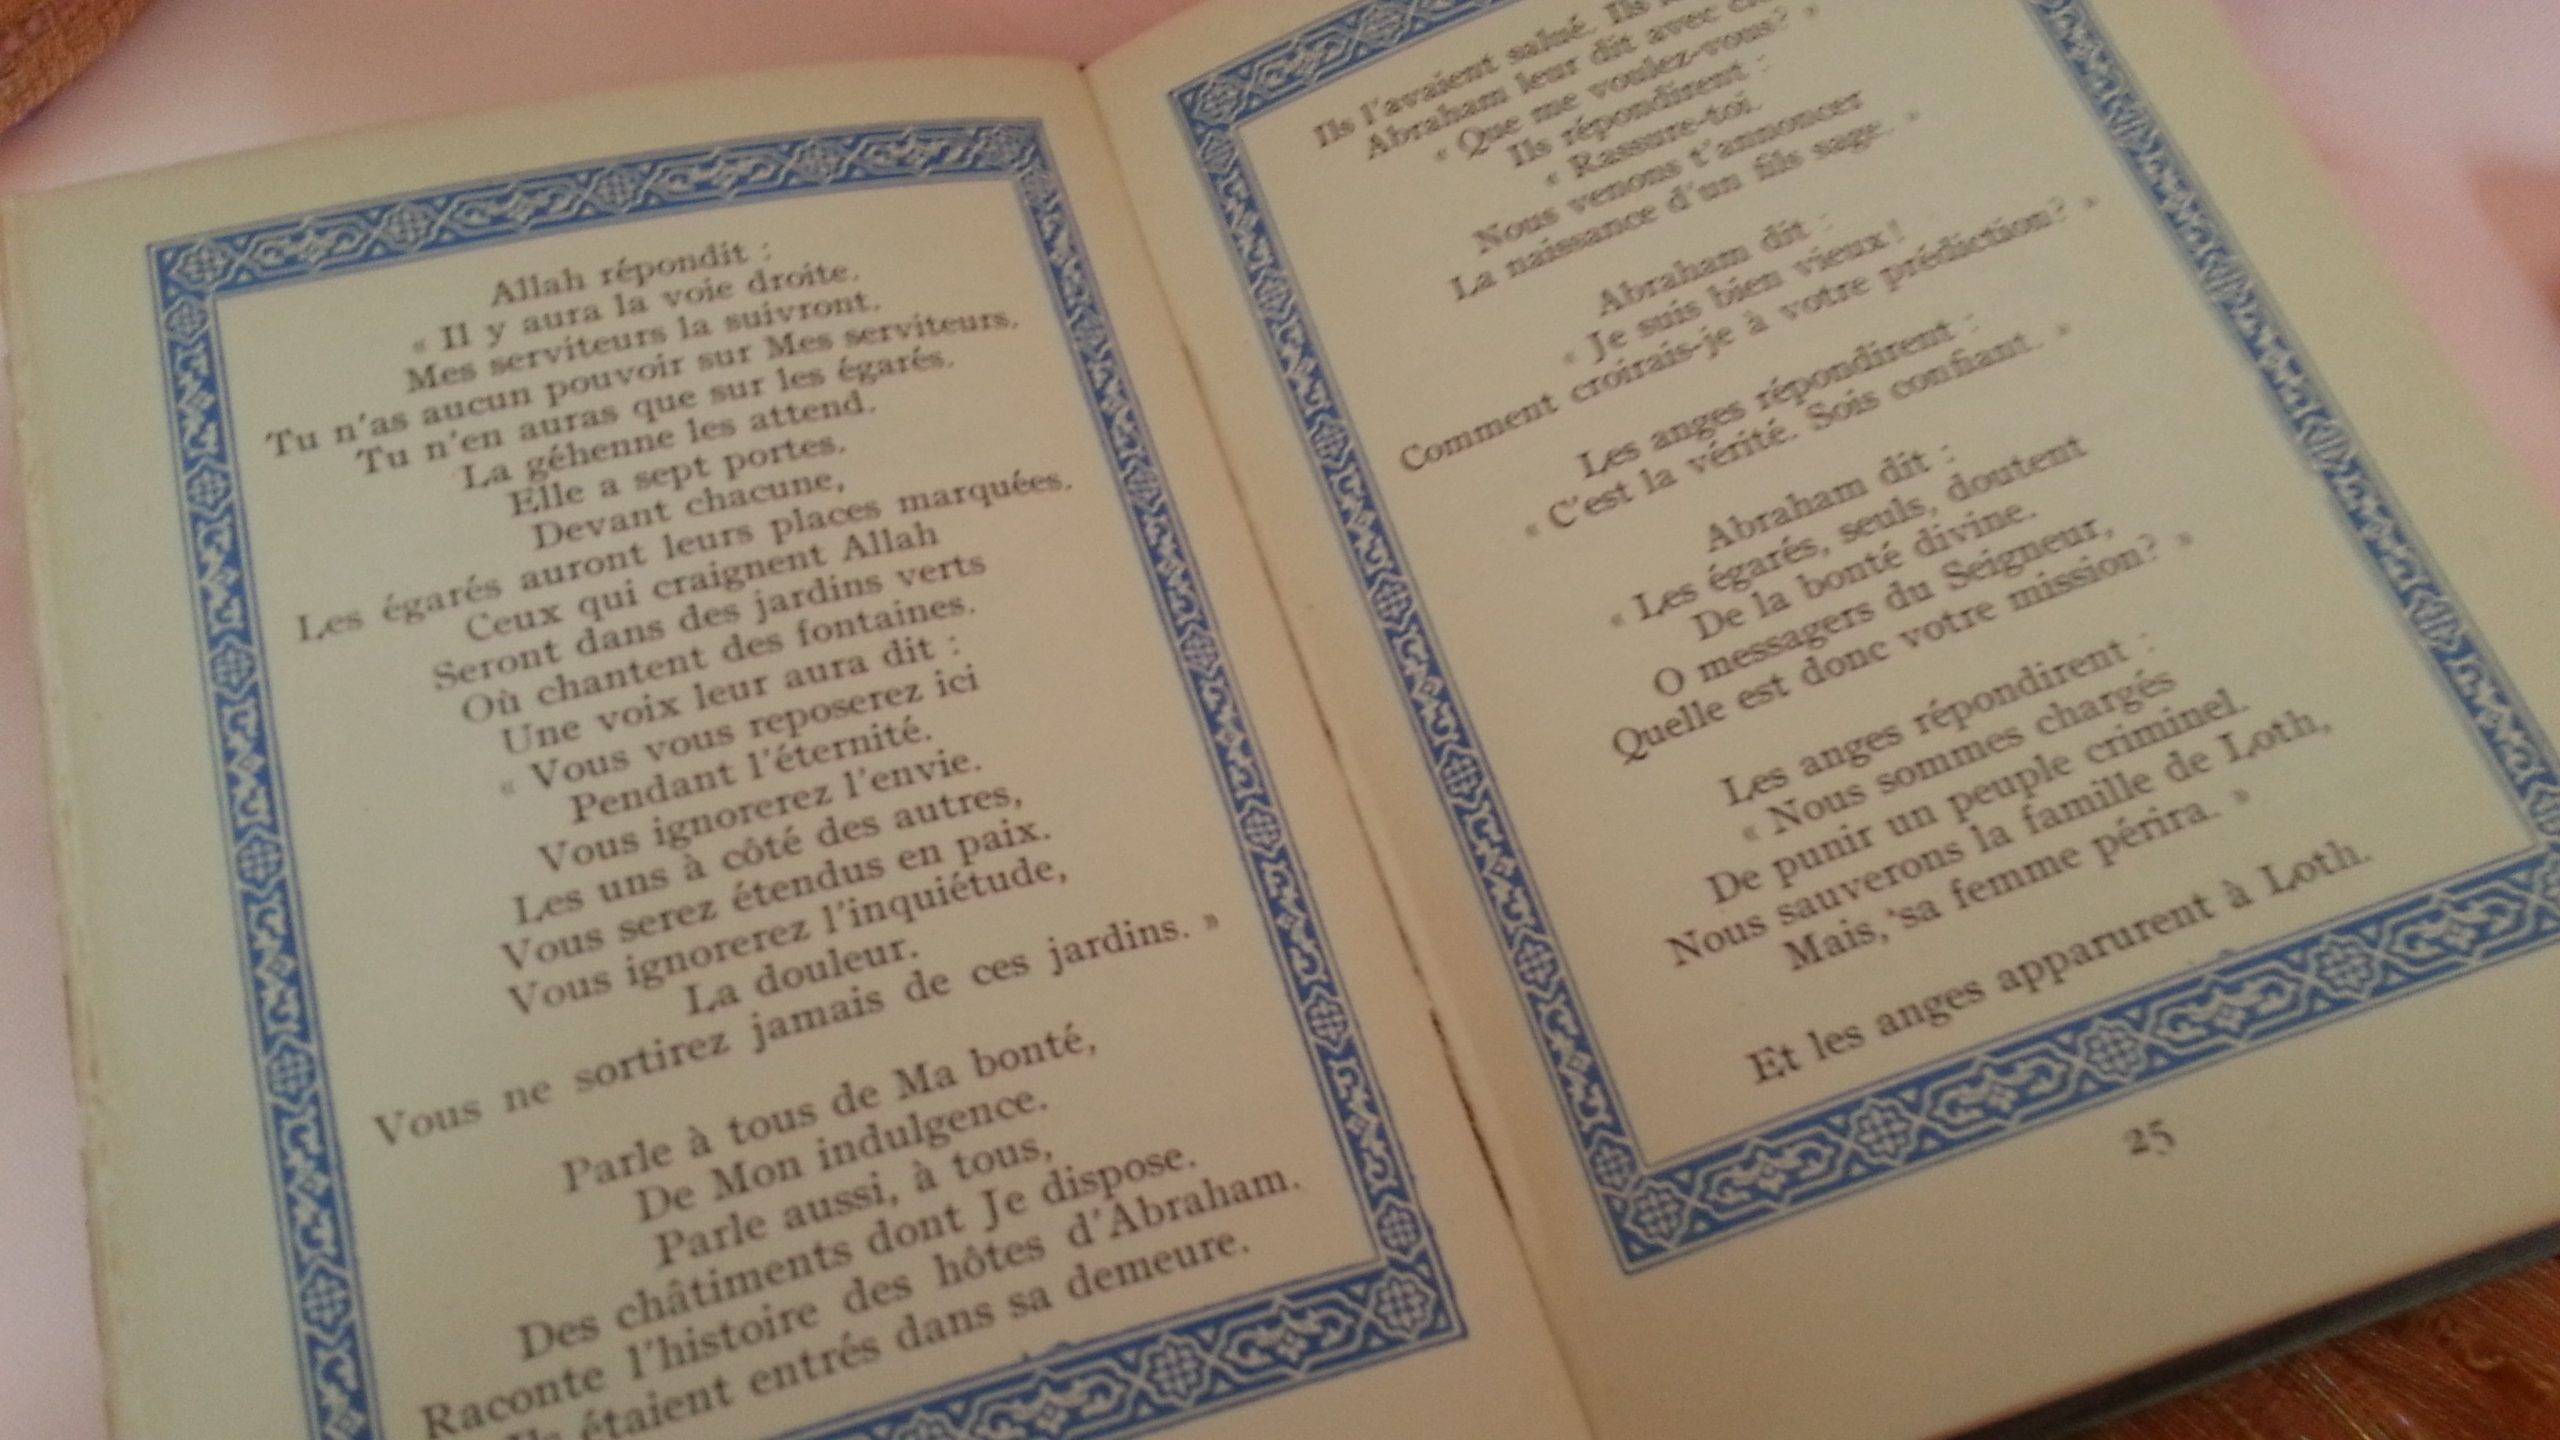 Allah répondit :
« Il y aura la voie droite.
Mes serviteurs la suivront.
Tu n'as aucun pouvoir sur Mes serviteurs.
Tu n'en auras que sur les égarés.
La géhenne les attend.
Elle a sept portes.
Devant chacune,
Les égarés auront leurs places marquées.
Ceux qui craignent Allah
Seront dans des jardins verts
Où chantent des fontaines.
Une voix leur aura dit :
« Vous vous reposerez ici
Pendant l'éternité.
Vous ignorerez l'envie.
Les uns à côté des autres,
Vous serez étendus en paix.
Vous ignorerez l'inquiétude,
La douleur.
Vous ne sortirez jamais de ces jardins. »
Parle à tous de Ma bonté,
De Mon indulgence.
Parle aussi, à tous,
Des châtiments dont Je dispose.
Raconte l'histoire des hôtes d'Abraham.
Ils étaient entrés dans sa demeure.
Ils l'avaient salué. Ils
Abraham leur dit avec
« Que me voulez-vous? »
Ils répondirent :
« Rassure-toi.
Nous venons t'annoncer
La naissance d'un fils sage. »
Abraham dit :
« Je suis bien vieux!
Comment croirais-je à votre prédiction? »
Les anges répondirent :
« C'est la vérité. Sois confiant. »
Abraham dit :
« Les égarés, seuls, doutent
De la bonté divine.
O messagers du Seigneur,
Quelle est donc votre mission? »
Les anges répondirent :
« Nous sommes chargés
De punir un peuple criminel.
Nous sauverons la famille de Loth,
Mais, sa femme périra. »
Et les anges apparurent à Loth.
25